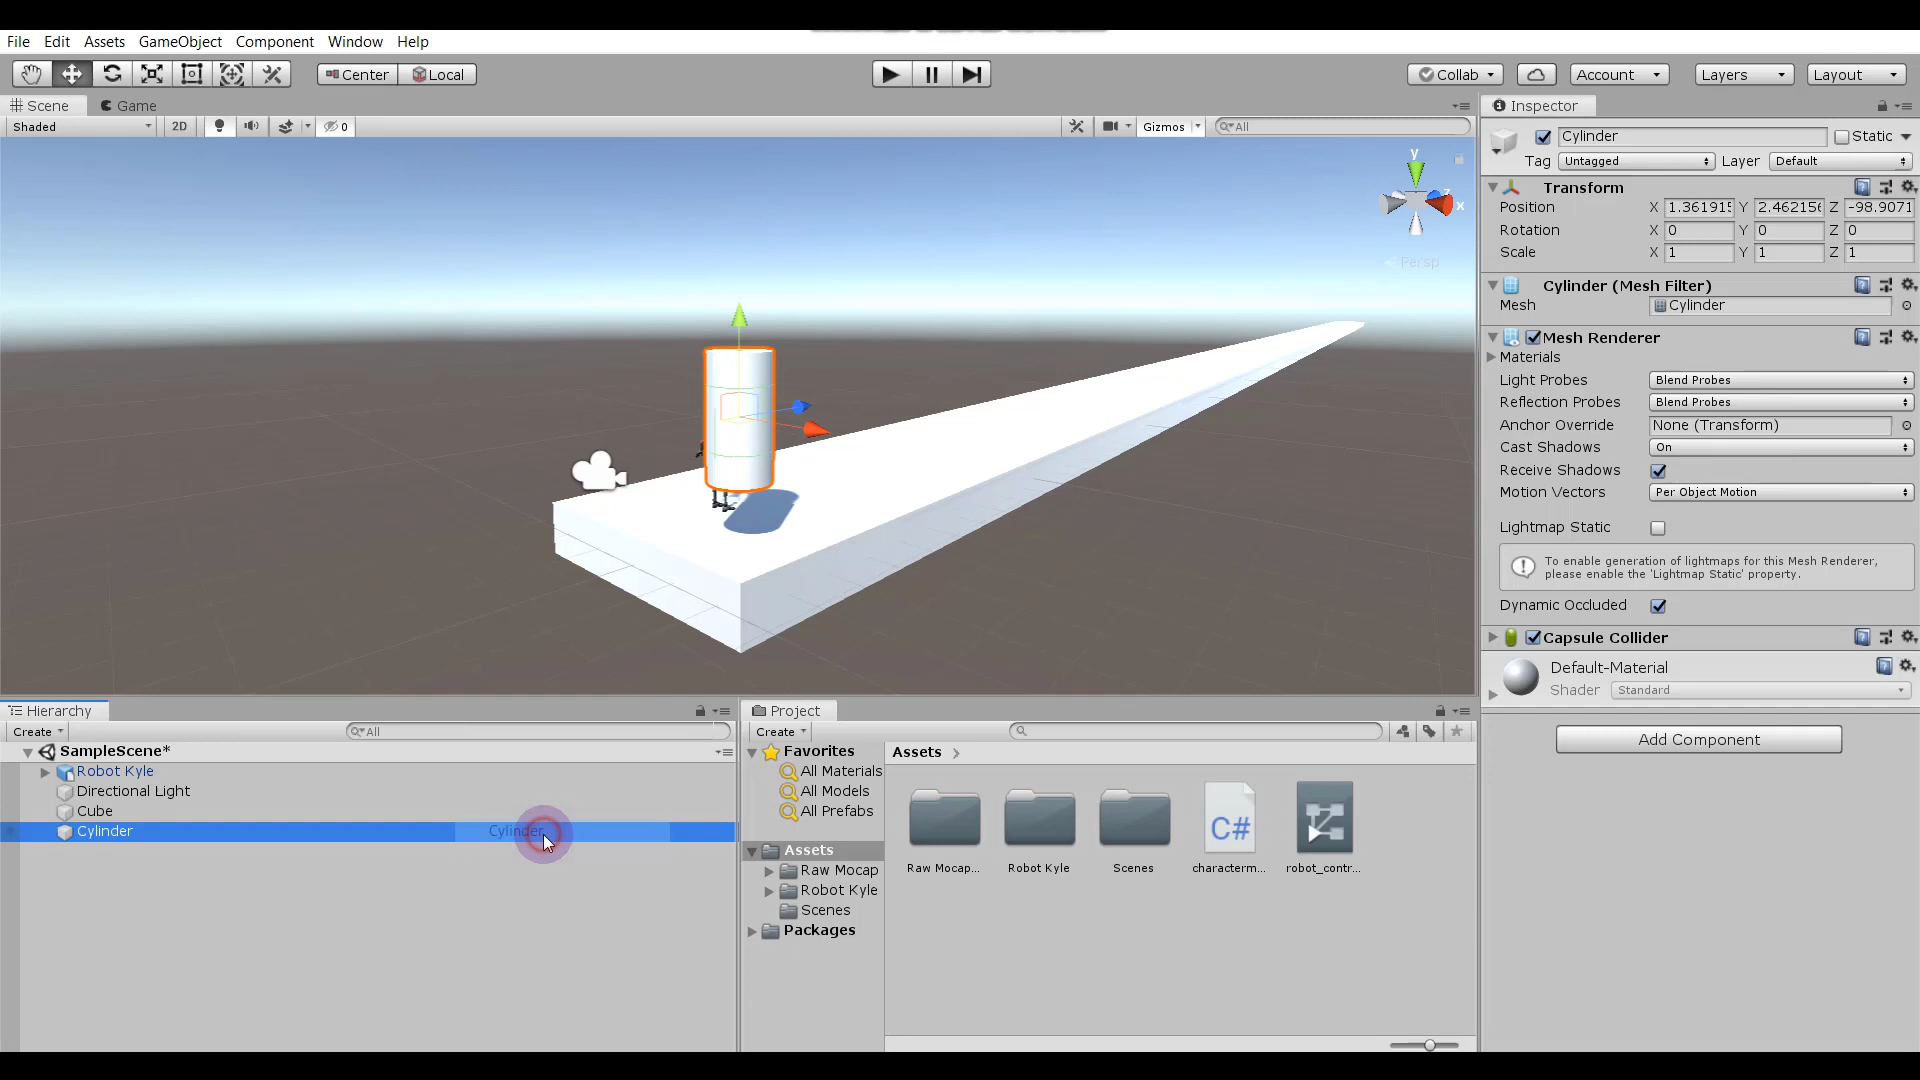 File Edit Assets GameObject Component Window Help
Center Local Collab Account Layers Layout
Scene Game
Shaded 2D 0 Gizmos All
y
z
x
Persp
Inspector
Cylinder Static
Tag Untagged Layer Default
Transform
Position X 1.361915 Y 2.462156 Z -98.9071
Rotation X 0 Y 0 Z 0
Scale X 1 Y 1 Z 1
Cylinder (Mesh Filter)
Mesh Cylinder
Mesh Renderer
Materials
Light Probes Blend Probes
Reflection Probes Blend Probes
Anchor Override None (Transform)
Cast Shadows On
Receive Shadows
Motion Vectors Per Object Motion
Lightmap Static
To enable generation of lightmaps for this Mesh Renderer,
please enable the 'Lightmap Static' property.
Dynamic Occluded
Capsule Collider
Default-Material
Shader Standard
Add Component
Hierarchy
Create All
SampleScene*
Robot Kyle
Directional Light
Cube
Cylinder Cylinder
Project
Create
Favorites
All Materials
All Models
All Prefabs
Assets
Raw Mocap
Robot Kyle
Scenes
Packages
Assets
C#
Raw Mocap... Robot Kyle Scenes characterm... robot_contr...